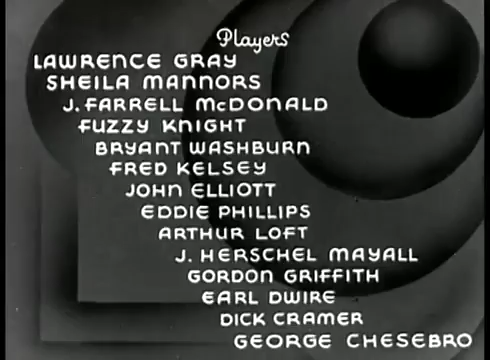 Players
LAWRENCE GRAY
SHEILA MANNORS
J. FARRELL McDONALD
FUZZY KNIGHT
BRYANT WASHBURN
FRED KELSEY
JOHN ELLIOTT
EDDIE PHILLIPS
ARTHUR LOFT
J. HERSCHEL MAYALL
GORDON GRIFFITH
EARL DWIRE
DICK CRAMER
GEORGE CHESEBRO